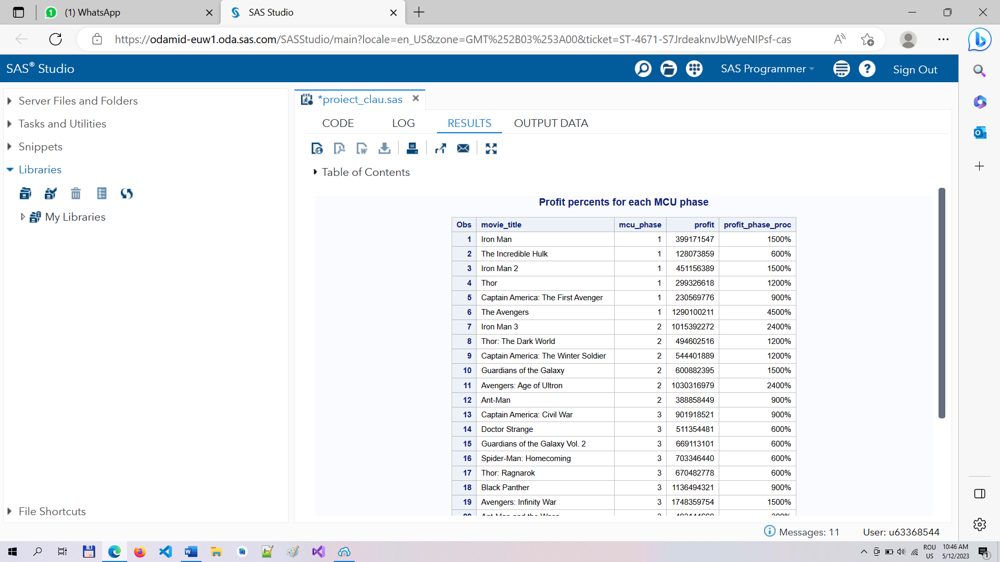 (1) WhatsApp
SAS Studio
https://odamid-euw1.oda.sas.com/SASStudio/main?locale=en_US&zone=GMT%252B03%253A00&ticket=ST-4671-S7JrdeaknvJbWyeNIPsf-cas
SAS® Studio
SAS Programmer
Sign Out
Server Files and Folders
Tasks and Utilities
Snippets
Libraries
My Libraries
File Shortcuts
*proiect_clau.sas
CODE LOG RESULTS OUTPUT DATA
Table of Contents
Profit percents for each MCU phase
Obs movie_title mcu_phase profit profit_phase_proc
1 Iron Man 1 399171547 1500%
2 The Incredible Hulk 1 128073859 600%
3 Iron Man 2 1 451156389 1500%
4 Thor 1 299326618 1200%
5 Captain America: The First Avenger 1 230569776 900%
6 The Avengers 1 1290100211 4500%
7 Iron Man 3 2 1015392272 2400%
8 Thor: The Dark World 2 494602516 1200%
9 Captain America: The Winter Soldier 2 544401889 1200%
10 Guardians of the Galaxy 2 600882395 1500%
11 Avengers: Age of Ultron 2 1030316979 2400%
12 Ant-Man 2 388858449 900%
13 Captain America: Civil War 3 901918521 900%
14 Doctor Strange 3 511354481 600%
15 Guardians of the Galaxy Vol. 2 3 669113101 600%
16 Spider-Man: Homecoming 3 703346440 600%
17 Thor: Ragnarok 3 670482778 600%
18 Black Panther 3 1136494321 900%
19 Avengers: Infinity War 3 1748359754 1500%
Messages: 11
User: u63368544
ROU
US
10:46 AM
5/12/2023